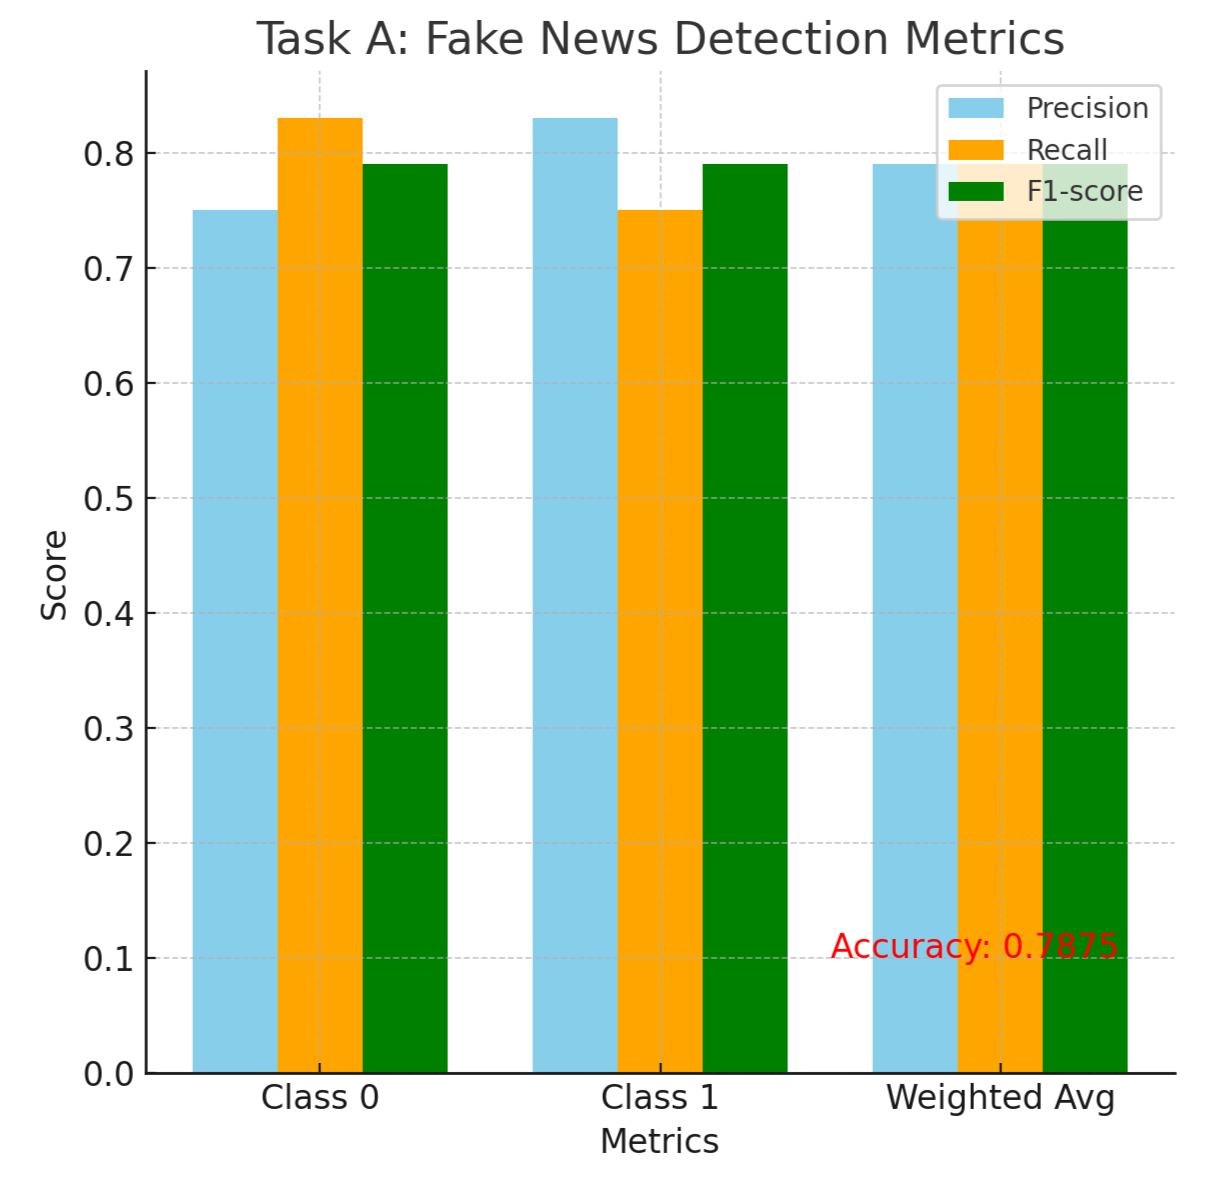 Task A: Fake News Detection Metrics
Precision
Recall
F1-score
0.8
0.7
0.6
0.5
0.4
0.3
0.2
0.1
0.0
Score
Accuracy: 0.7875
Class 0
Class 1
Weighted Avg
Metrics